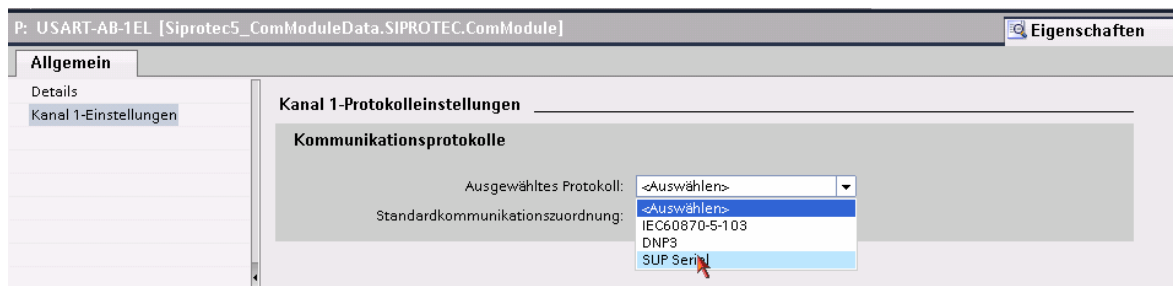 P: USART-AB-1EL [Siprotec5_ComModuleData.SIPROTEC.ComModule]
Eigenschaften
Allgemein
Details
Kanal 1-Einstellungen
Kanal 1-Protokolleinstellungen
Kommunikationsprotokolle
Ausgewähltes Protokoll: <Auswählen>
Standardkommunikationszuordnung:
<Auswählen>
IEC60870-5-103
DNP3
SUP Serial